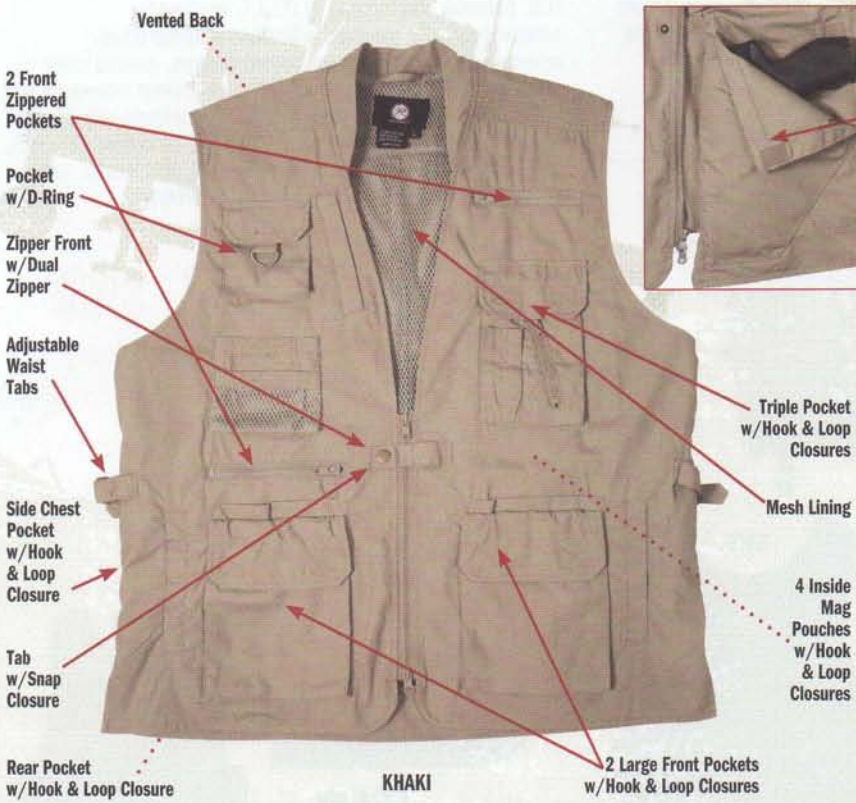 Vented Back
2 Front
Zippered
Pockets
Pocket
w/D-Ring
Zipper Front
w/Dual
Zipper
Adjustable
Waist
Tabs
Side Chest
Pocket
w/Hook
& Loop
Closure
Tab
w/Snap
Closure
Rear Pocket
w/Hook & Loop Closure
KHAKI
2 Large Front Pockets
w/Hook & Loop Closures
4 Inside
Mag
Pouches
w/Hook
& Loop
Closures
Mesh Lining
Triple Pocket
w/Hook & Loop
Closures